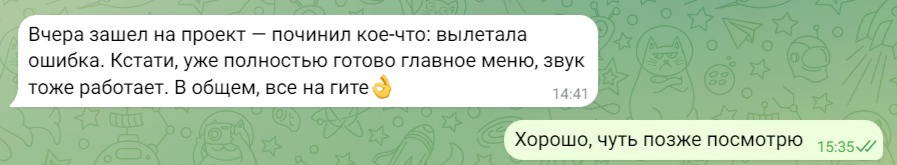 Вчера зашел на проект — починил кое-что: вылетала
ошибка. Кстати, уже полностью готово главное меню, звук
тоже работает. В общем, все на гите👌
14:41
Хорошо, чуть позже посмотрю
15:35